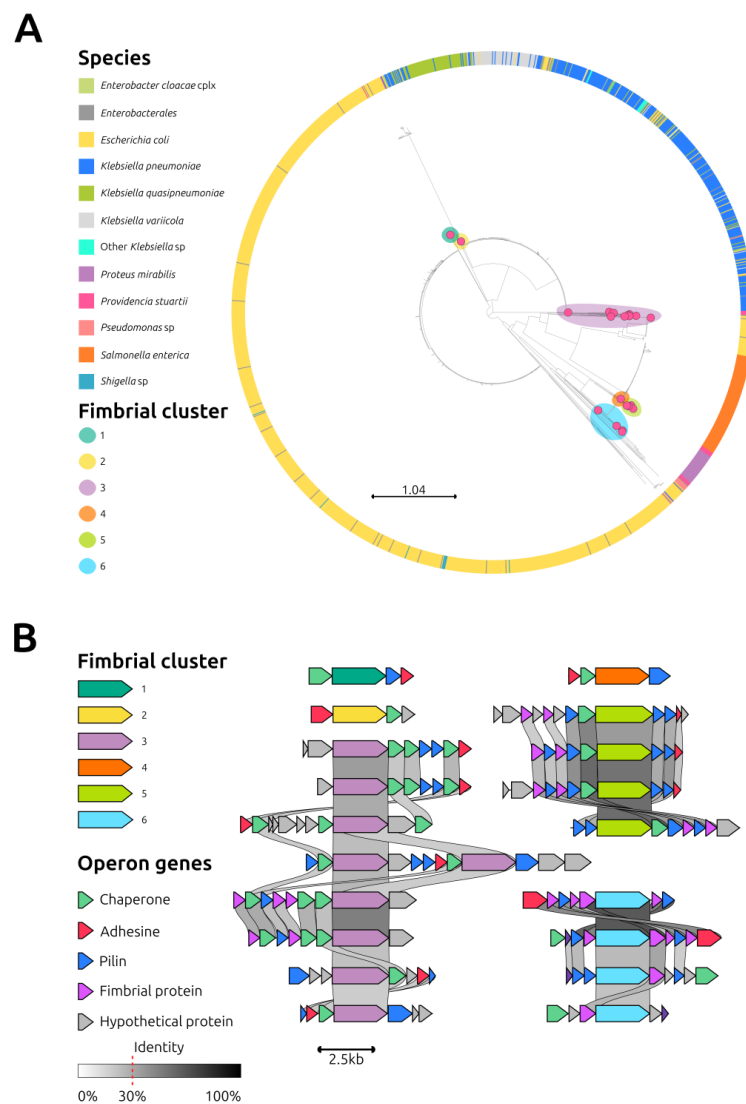 A
Species
Enterobacter cloacae cplx
Enterobacterales
Escherichia coli
Klebsiella pneumoniae
Klebsiella quasipneumoniae
Klebsiella variicola
Other Klebsiella sp
Proteus mirabilis
Providencia stuartii
Pseudomonas sp
Salmonella enterica
Shigella sp
Fimbrial cluster
1
2
3
4
5
6
1.04
B
Fimbrial cluster
1
2
3
4
5
6
Operon genes
Chaperone
Adhesine
Pilin
Fimbrial protein
Hypothetical protein
Identity
0% 30% 100%
2.5kb